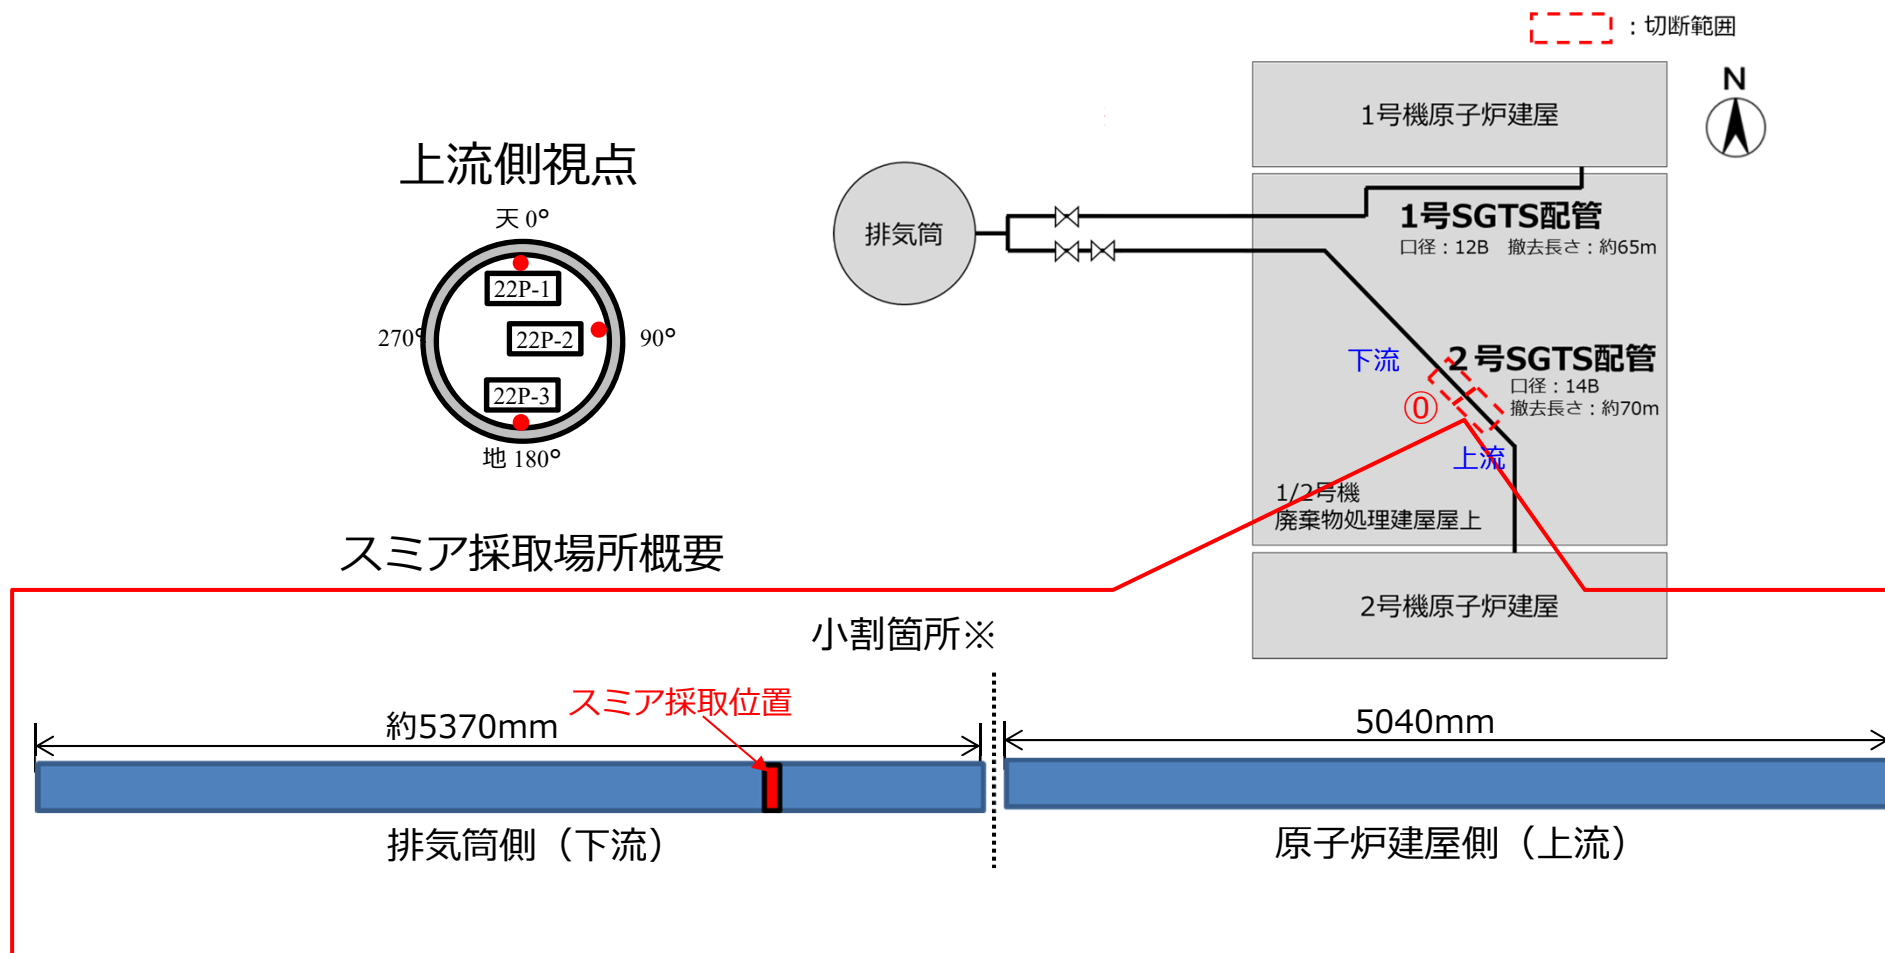 ：切断範囲
N
1号機原子炉建屋
上流側視点
天 0°
22P-1
270°
22P-2
90°
22P-3
地 180°
排気筒
1号SGTS配管
口径：12B　撤去長さ：約65m
下流
２号SGTS配管
口径：14B
撤去長さ：約70m
⓪
上流
1/2号機
廃棄物処理建屋屋上
スミア採取場所概要
2号機原子炉建屋
小割箇所※
スミア採取位置
約5370mm
5040mm
排気筒側（下流）
原子炉建屋側（上流）